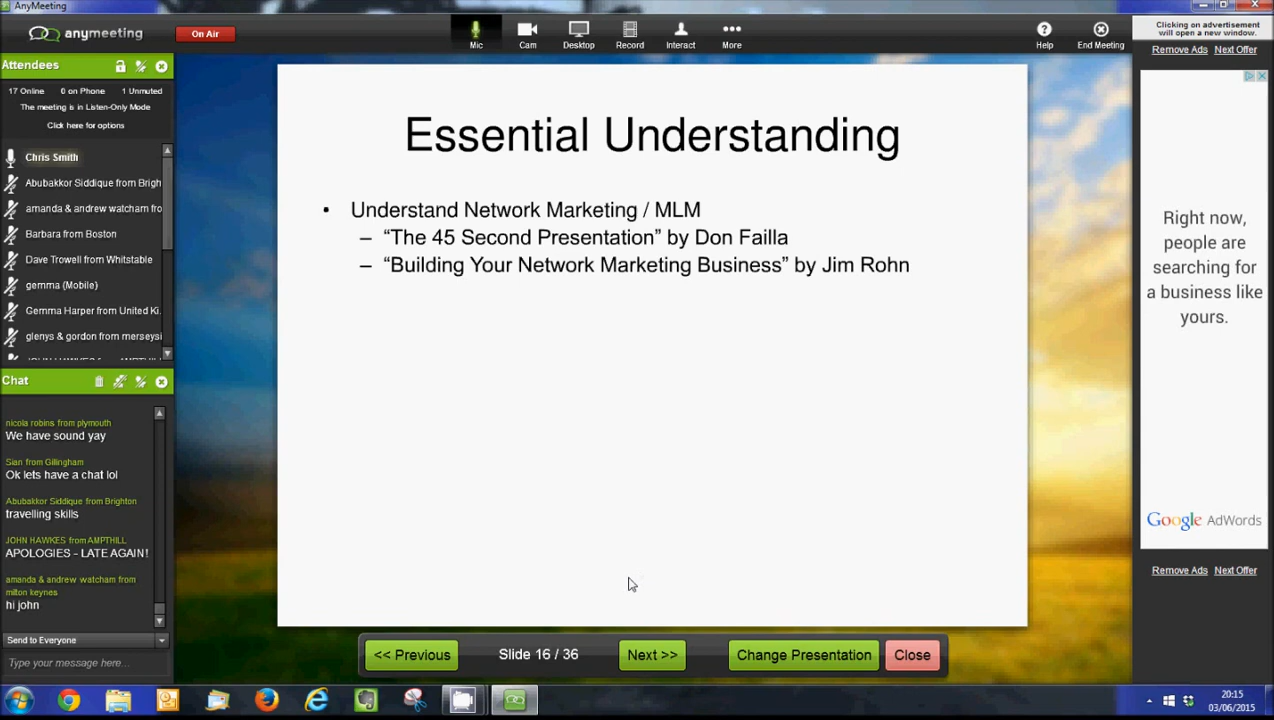 AnyMeeting
anymeeting
On Air
Mic
Cam
Desktop
Record
Interact
More
Help
End Meeting
Clicking on advertisement
will open a new window.
Remove Ads Next Offer
Attendees
17 Online 0 on Phone 1 Unmuted
The meeting is in Listen-Only Mode
Click here for options
Chris Smith
Abubakkor Siddique from Brigh
amanda & andrew watcham fro
Barbara from Boston
Dave Trowell from Whitstable
gemma (Mobile)
Gemma Harper from United Ki.
glenys & gordon from merseysi
JOHN HAWKES from AMPTHILL
Chat
nicola robins from plymouth
We have sound yay
Sian from Gillingham
Ok lets have a chat lol
Abubakkor Siddique from Brighton
travelling skills
JOHN HAWKES from AMPTHILL
APOLOGIES - LATE AGAIN!
amanda & andrew watcham from
milton keynes
hi john
Send to Everyone
Type your message here...
Essential Understanding
• Understand Network Marketing / MLM
– “The 45 Second Presentation” by Don Failla
– “Building Your Network Marketing Business” by Jim Rohn
<< Previous
Slide 16 / 36
Next >>
Change Presentation
Close
Right now,
people are
searching for
a business like
yours.
Google AdWords
Remove Ads Next Offer
20:15
03/06/2015